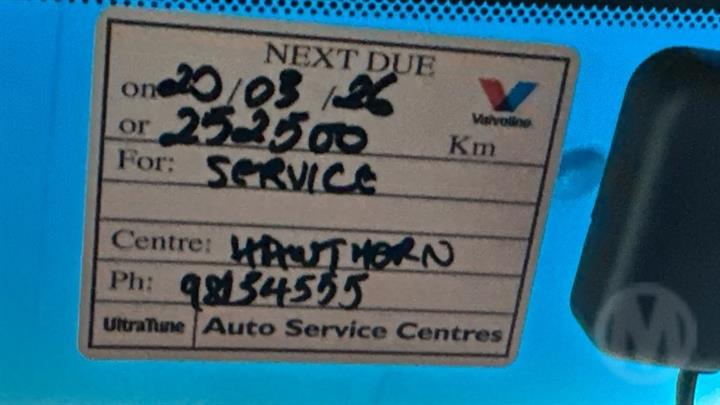 NEXT DUE
on 20/03/26
or 252500 Km
Valvoline
For: SERVICE
Centre: HAWTHORN
Ph: 98154555
UltraTune Auto Service Centres
M